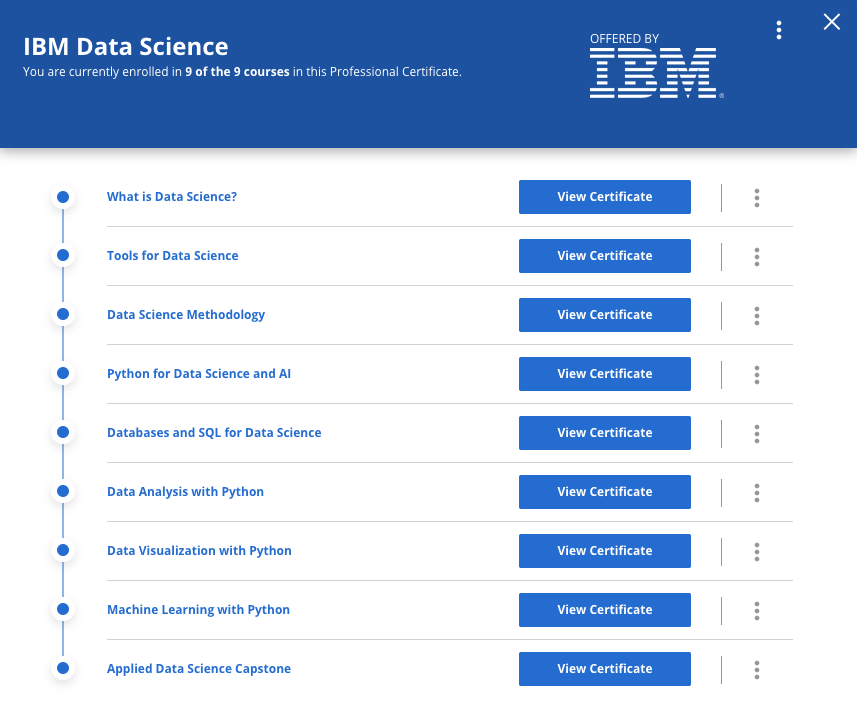 IBM Data Science
You are currently enrolled in 9 of the 9 courses in this Professional Certificate.
OFFERED BY
IBM®
What is Data Science?
View Certificate
Tools for Data Science
View Certificate
Data Science Methodology
View Certificate
Python for Data Science and AI
View Certificate
Databases and SQL for Data Science
View Certificate
Data Analysis with Python
View Certificate
Data Visualization with Python
View Certificate
Machine Learning with Python
View Certificate
Applied Data Science Capstone
View Certificate